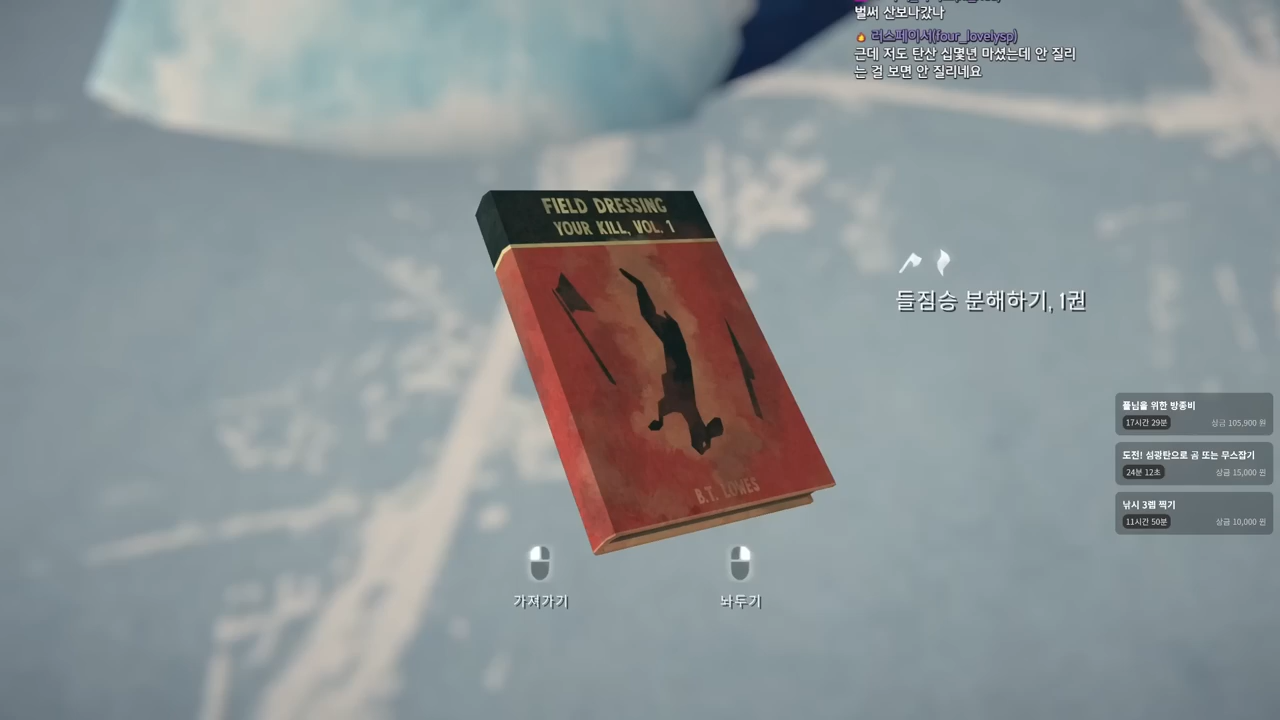 벌써 산보나갔나
러스페이서(four_lovelysp)
근데 저도 탄산 십몇년 마셨는데 안 질리
는 걸 보면 안 질리네요
FIELD DRESSING
YOUR KILL, VOL. 1
B.T. LOWES
들짐승 분해하기, 1권
가져가기
놔두기
풀님을 위한 방종비
17시간 29분
상금 105,900 원
도전! 섬광탄으로 곰 또는 무스잡기
24분 12초
상금 15,000 원
낚시 3렙 찍기
11시간 50분
상금 10,000 원